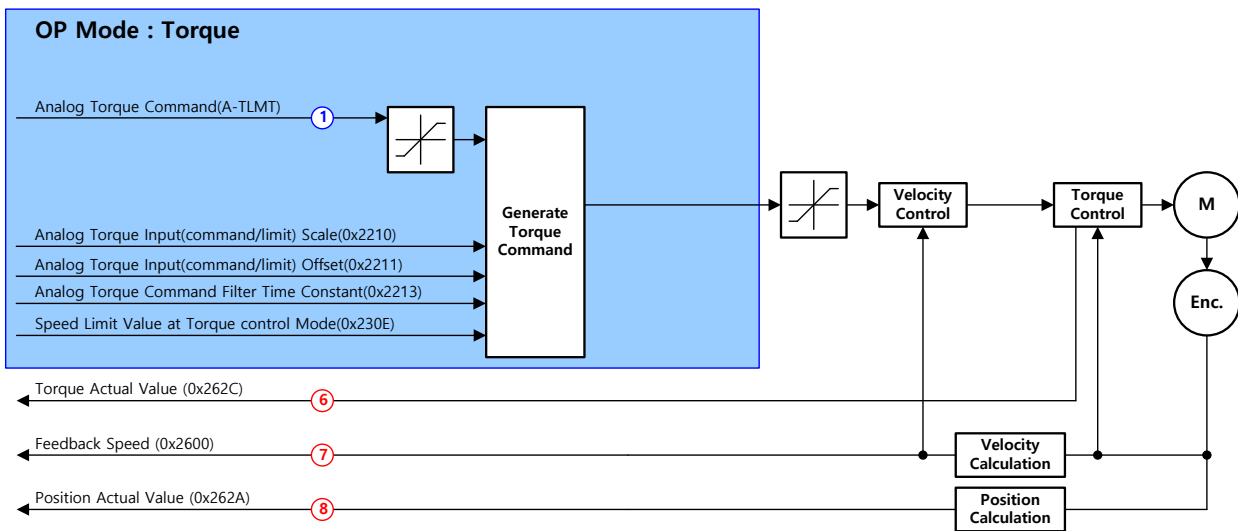 OP Mode : Torque
Analog Torque Command(A-TLMT)
1
Generate
Torque
Command
Velocity
Control
Torque
Control
M
Analog Torque Input(command/limit) Scale(0x2210)
Analog Torque Input(command/limit) Offset(0x2211)
Analog Torque Command Filter Time Constant(0x2213)
Speed Limit Value at Torque control Mode(0x230E)
Enc.
Torque Actual Value (0x262C)
6
Feedback Speed (0x2600)
7
Velocity
Calculation
Position Actual Value (0x262A)
8
Position
Calculation